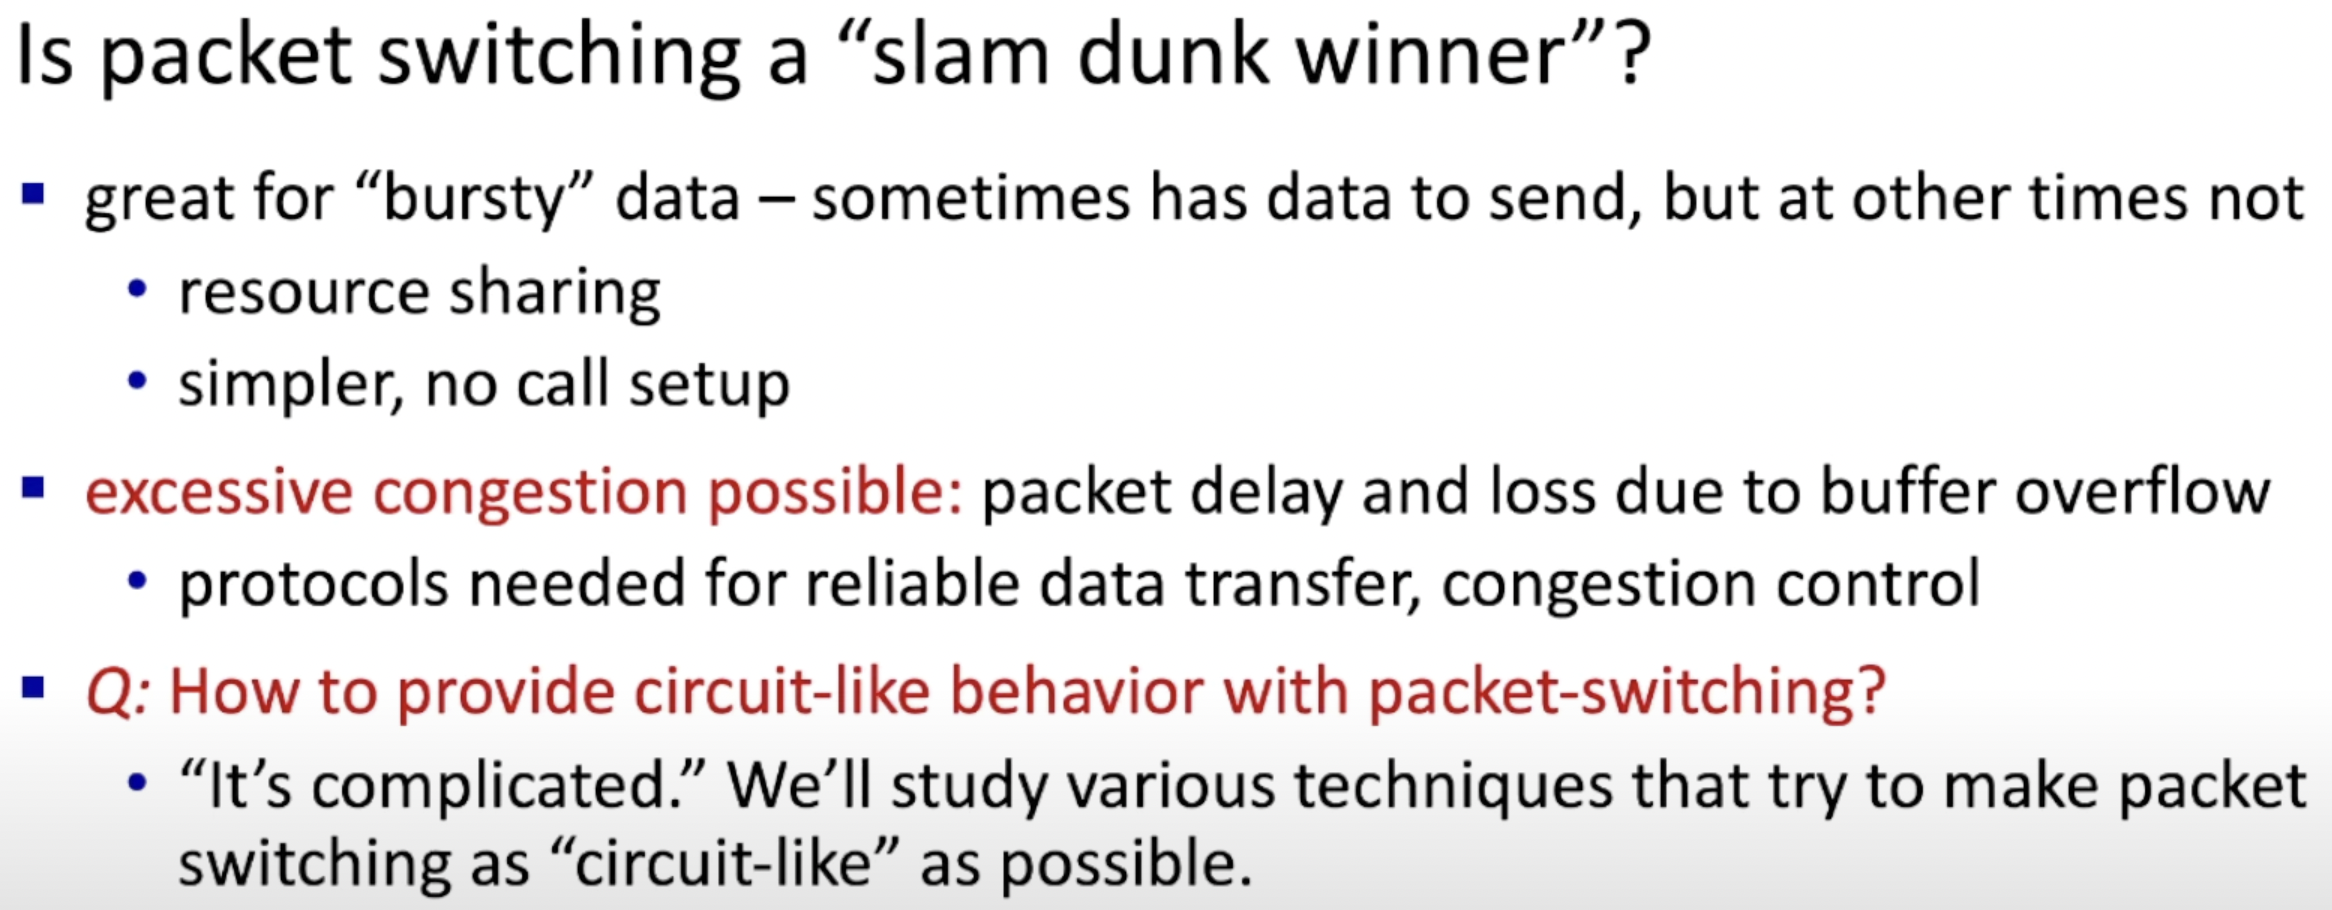 Is packet switching a “slam dunk winner”?
▪ great for “bursty” data – sometimes has data to send, but at other times not
• resource sharing
• simpler, no call setup
▪ excessive congestion possible: packet delay and loss due to buffer overflow
• protocols needed for reliable data transfer, congestion control
▪ Q: How to provide circuit-like behavior with packet-switching?
• “It’s complicated.” We’ll study various techniques that try to make packet
switching as “circuit-like” as possible.